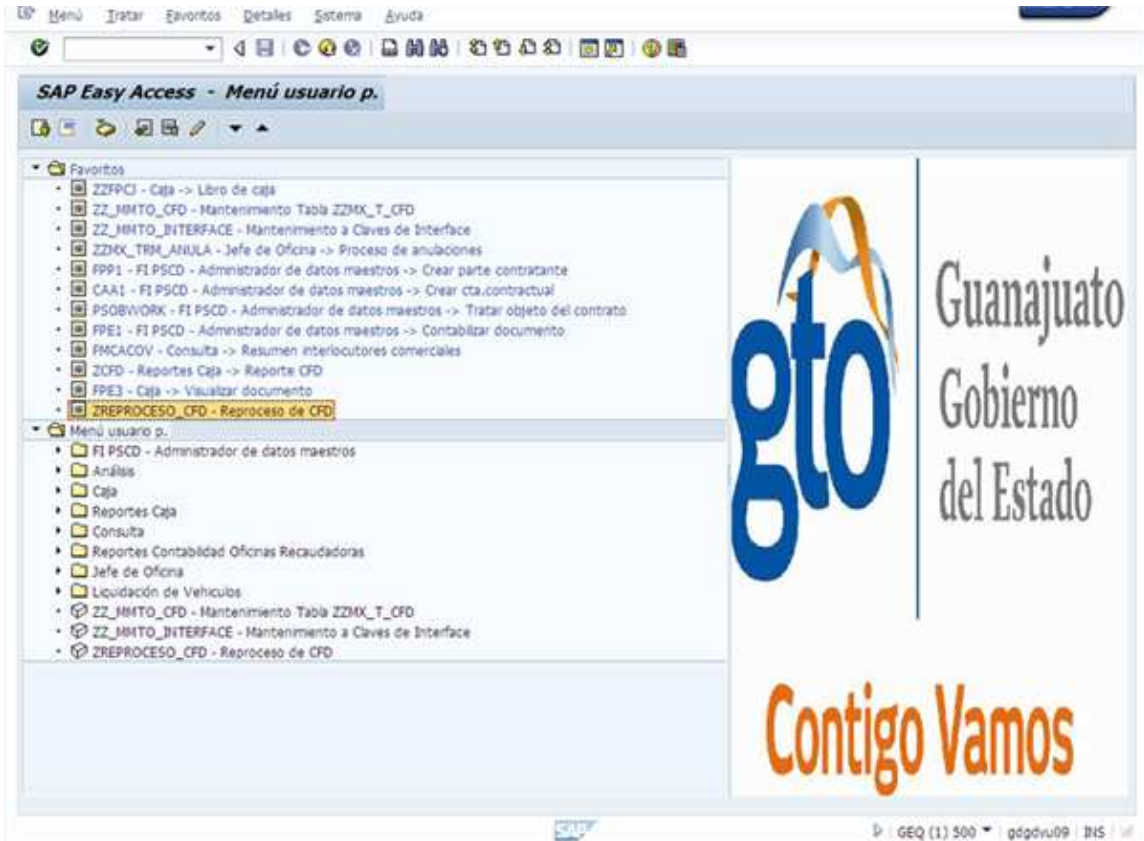 Menú Tratar Favoritos Detalles Sistema Ayuda
SAP Easy Access - Menú usuario p.
Favoritos
ZZFPCJ - Caja -> Libro de caja
ZZ_MMTO_CFD - Mantenimiento Tabla ZZMX_T_CFD
ZZ_MMTO_INTERFACE - Mantenimiento a Claves de Interface
ZZMX_TRM_ANULA - Jefe de Oficina -> Proceso de anulaciones
FPP1 - FI PSCD - Administrador de datos maestros -> Crear parte contratante
CAA1 - FI PSCD - Administrador de datos maestros -> Crear cta.contractual
PSOBWORK - FI PSCD - Administrador de datos maestros -> Tratar objeto del contrato
FPE1 - FI PSCD - Administrador de datos maestros -> Contabilizar documento
FMCACOV - Consulta -> Resumen interlocutores comerciales
ZCFD - Reportes Caja -> Reporte CFD
FPE3 - Caja -> Visualizar documento
ZREPROCESO_CFD - Reproceso de CFD
Menú usuario p.
FI PSCD - Administrador de datos maestros
Análisis
Caja
Reportes Caja
Consulta
Reportes Contabilidad Oficinas Recaudadoras
Jefe de Oficina
Liquidación de Vehiculos
ZZ_MMTO_CFD - Mantenimiento Tabla ZZMX_T_CFD
ZZ_MMTO_INTERFACE - Mantenimiento a Claves de Interface
ZREPROCESO_CFD - Reproceso de CFD
gto
Guanajuato
Gobierno
del Estado
Contigo Vamos
SAP
GEQ (1) 500 gdgdvu09 INS